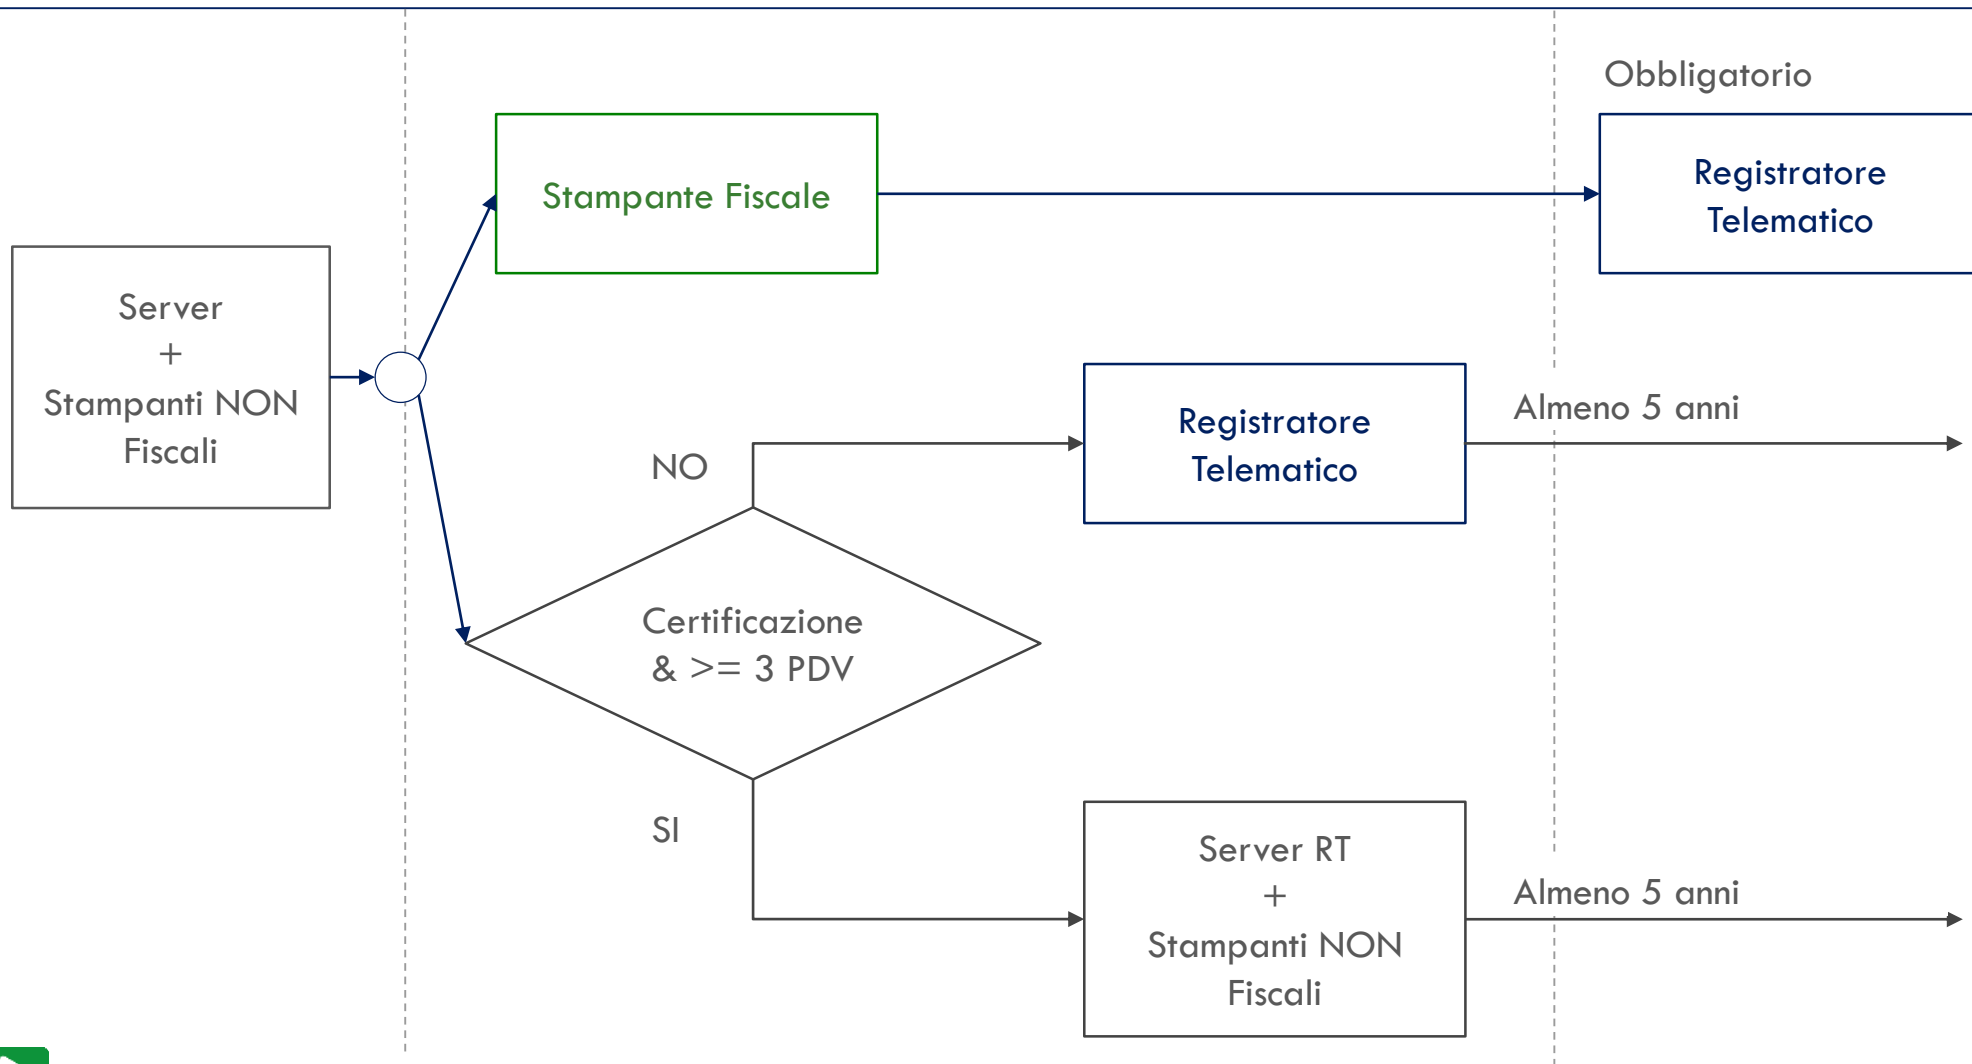 Obbligatorio
Stampante Fiscale
Registratore
Telematico
Server
+
Stampanti NON
Fiscali
Registratore
Telematico
Almeno 5 anni
NO
Certificazione
& >= 3 PDV
SI
Server RT
+
Stampanti NON
Fiscali
Almeno 5 anni